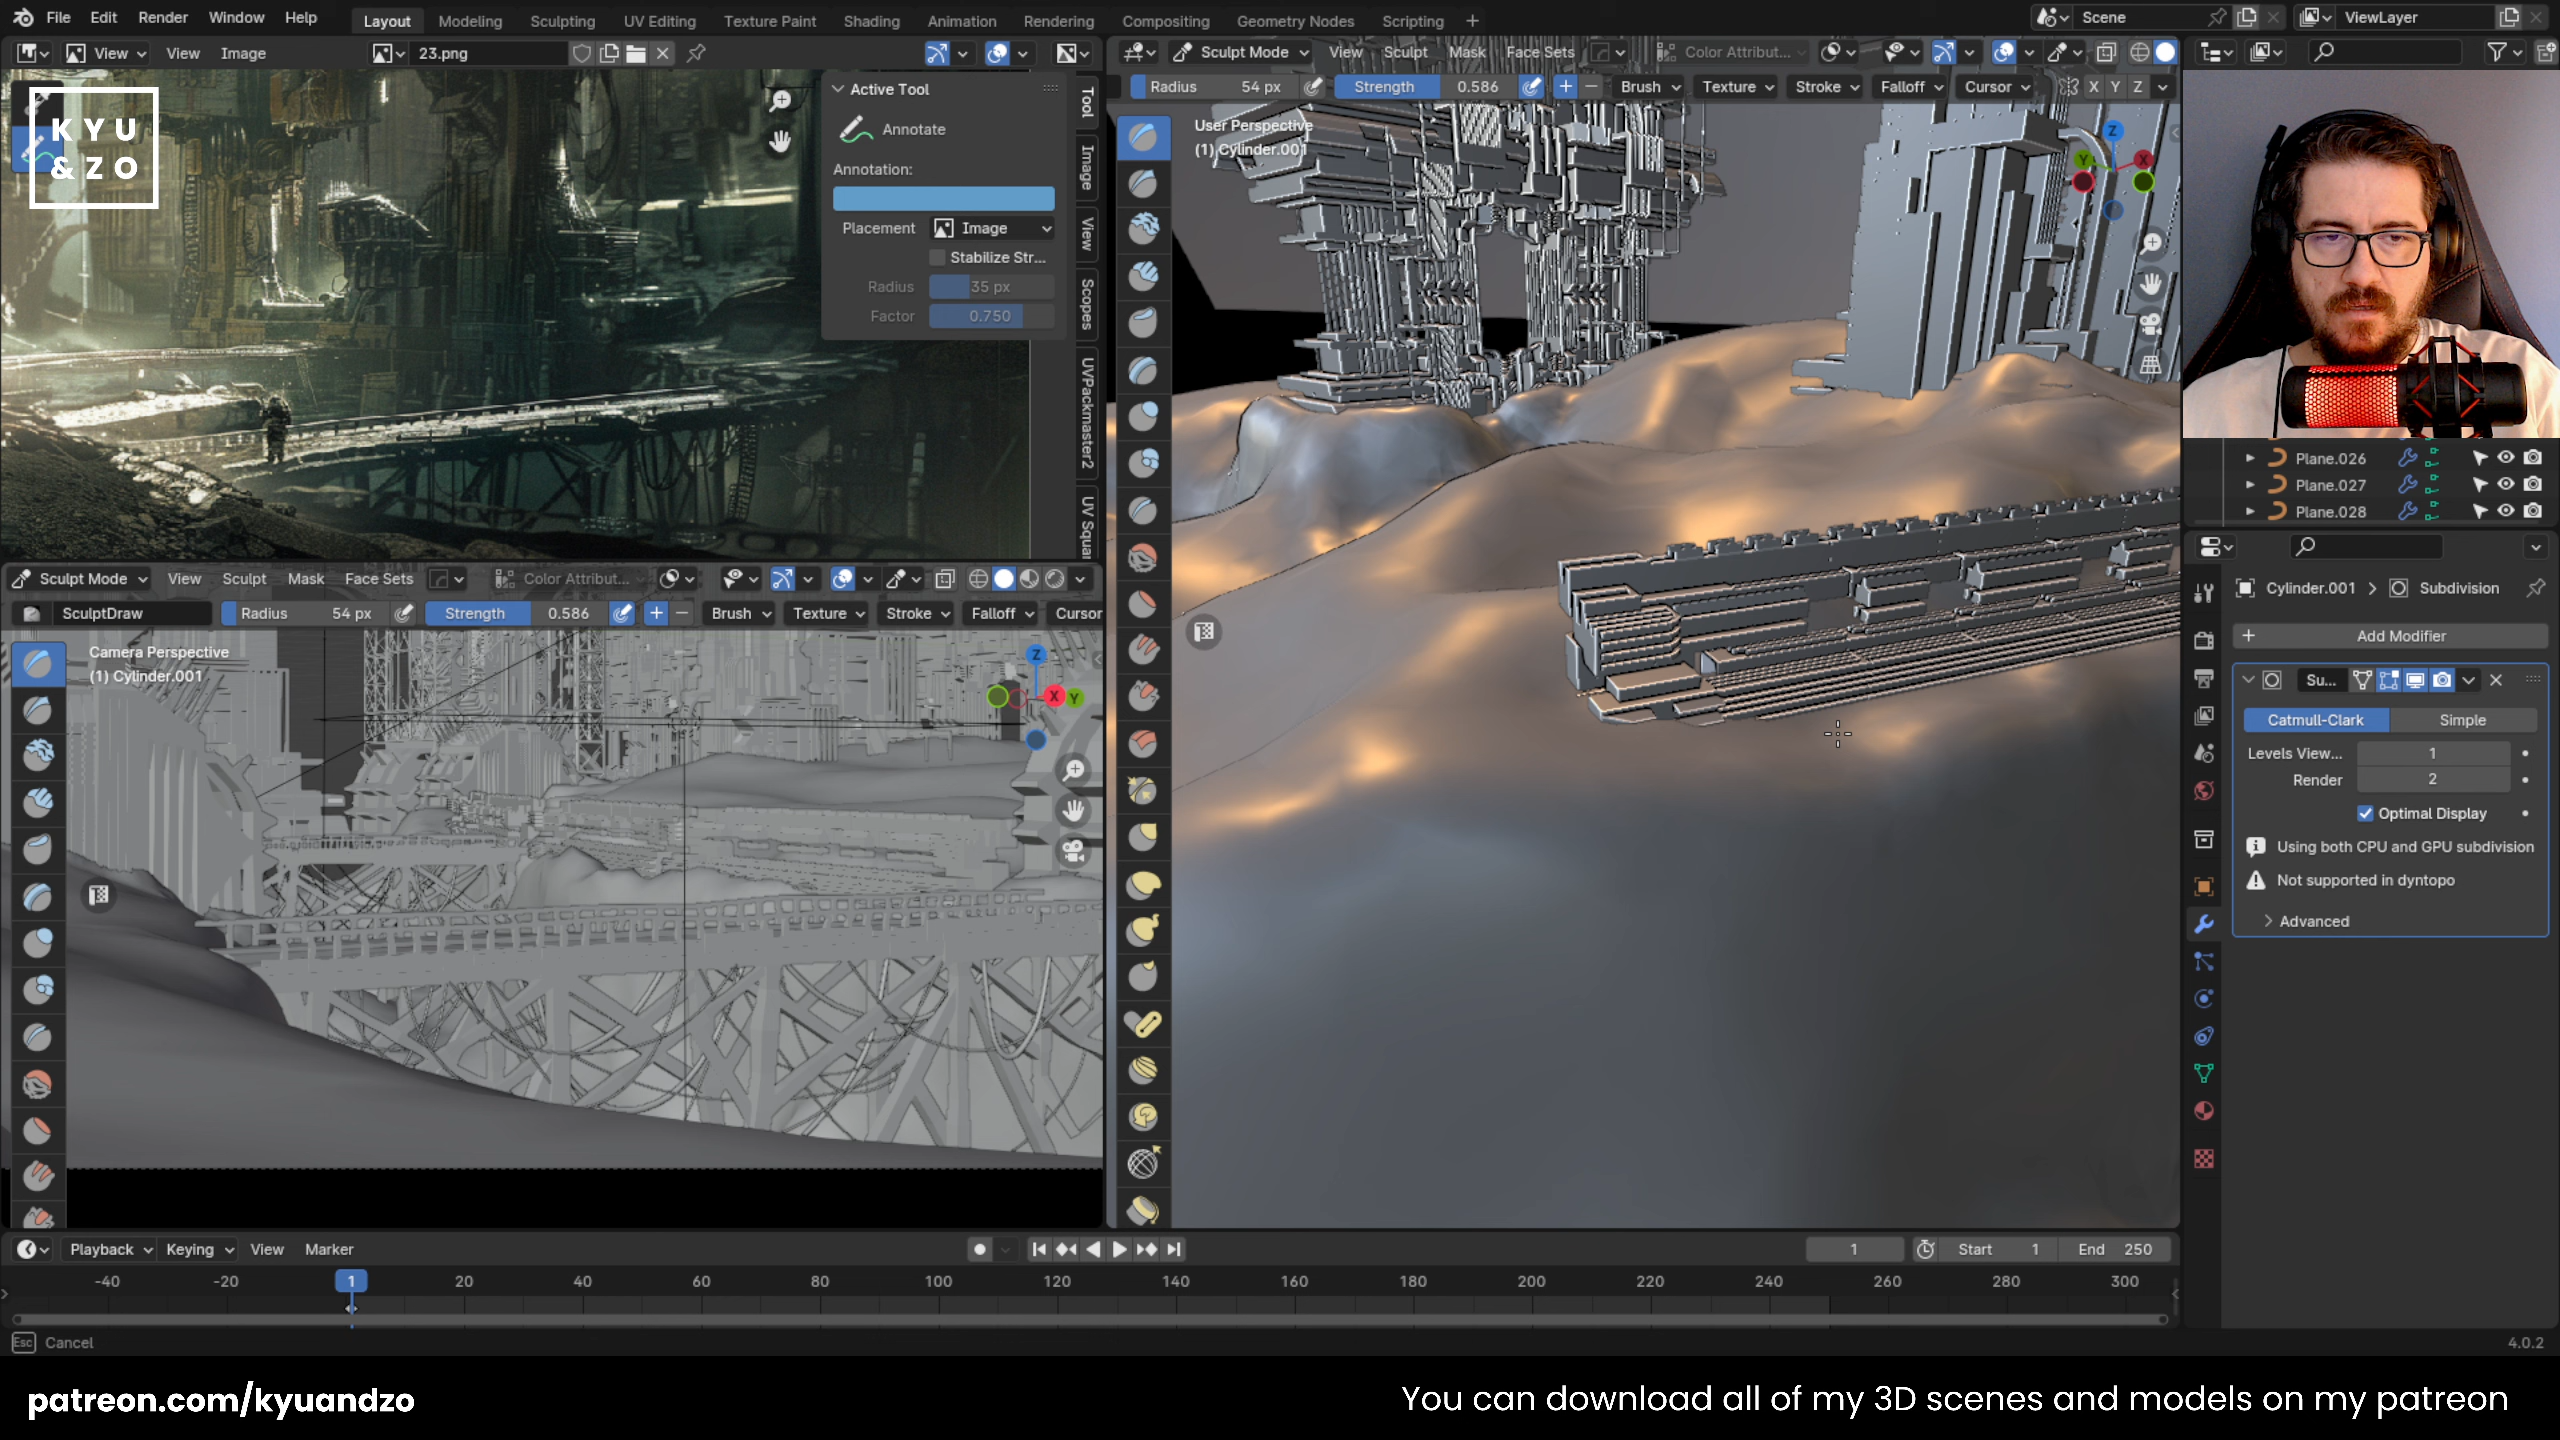 File Edit Render Window Help
Layout Modeling Sculpting UV Editing Texture Paint Shading Animation Rendering Compositing Geometry Nodes Scripting
Scene ViewLayer
View View Image 23.png
KYU
&ZO
Active Tool
Annotate
Annotation:
Placement Image
Stabilize Str...
Radius 35 px
Factor 0.750
Tool
Image
View
Scopes
UVPackmaster2
UV Squa
Sculpt Mode View Sculpt Mask Face Sets Color Attribut...
Radius 54 px Strength 0.586 Brush Texture Stroke Falloff Cursor X Y Z
User Perspective
(1) Cylinder.001
Z
Y X
Plane.026
Plane.027
Plane.028
Sculpt Mode View Sculpt Mask Face Sets Color Attribut...
SculptDraw Radius 54 px Strength 0.586 Brush Texture Stroke Falloff Cursor
Camera Perspective
(1) Cylinder.001
Z
X Y
Cylinder.001 Subdivision
Add Modifier
Su...
Catmull-Clark Simple
Levels View... 1
Render 2
Optimal Display
Using both CPU and GPU subdivision
Not supported in dyntopo
Advanced
Playback Keying View Marker
1 Start 1 End 250
-40 -20 1 20 40 60 80 100 120 140 160 180 200 220 240 260 280 300
Esc Cancel
4.0.2
patreon.com/kyuandzo
You can download all of my 3D scenes and models on my patreon